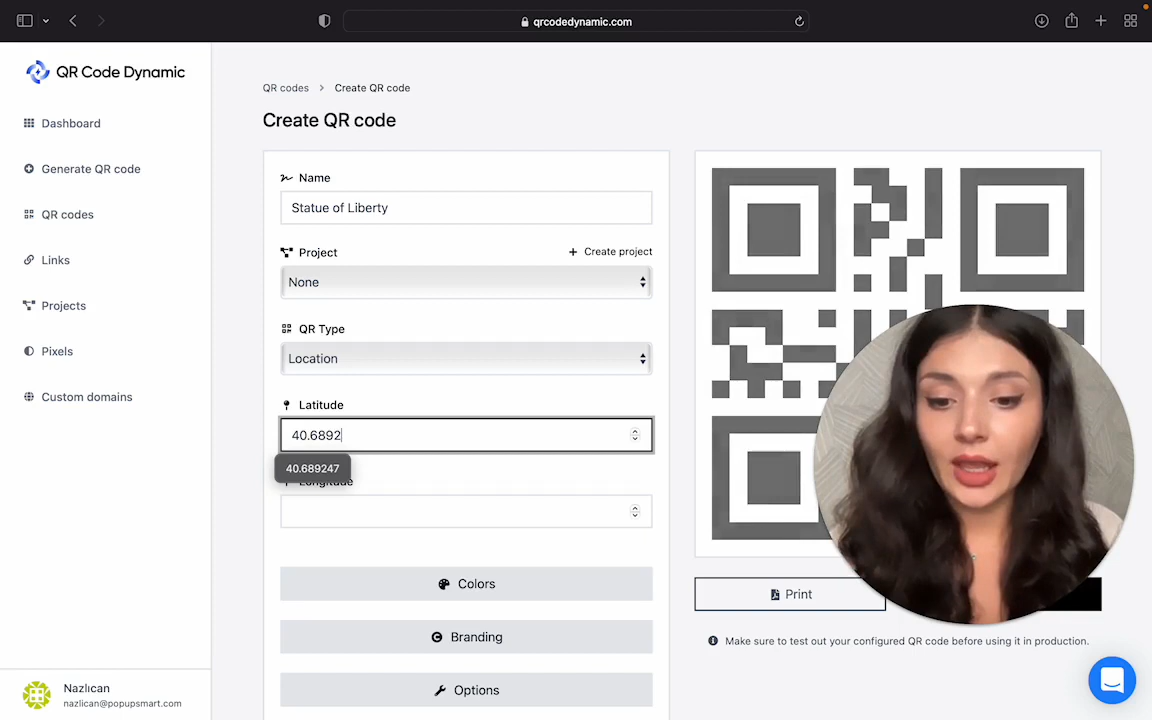 qrcodedynamic.com
QR Code Dynamic
Dashboard
Generate QR code
QR codes
Links
Projects
Pixels
Custom domains
Nazlıcan
nazlican@popupsmart.com
QR codes > Create QR code
Create QR code
Name
Statue of Liberty
Project
+ Create project
None
QR Type
Location
Latitude
40.6892
40.689247
Longitude
Colors
Branding
Options
Print
Make sure to test out your configured QR code before using it in production.